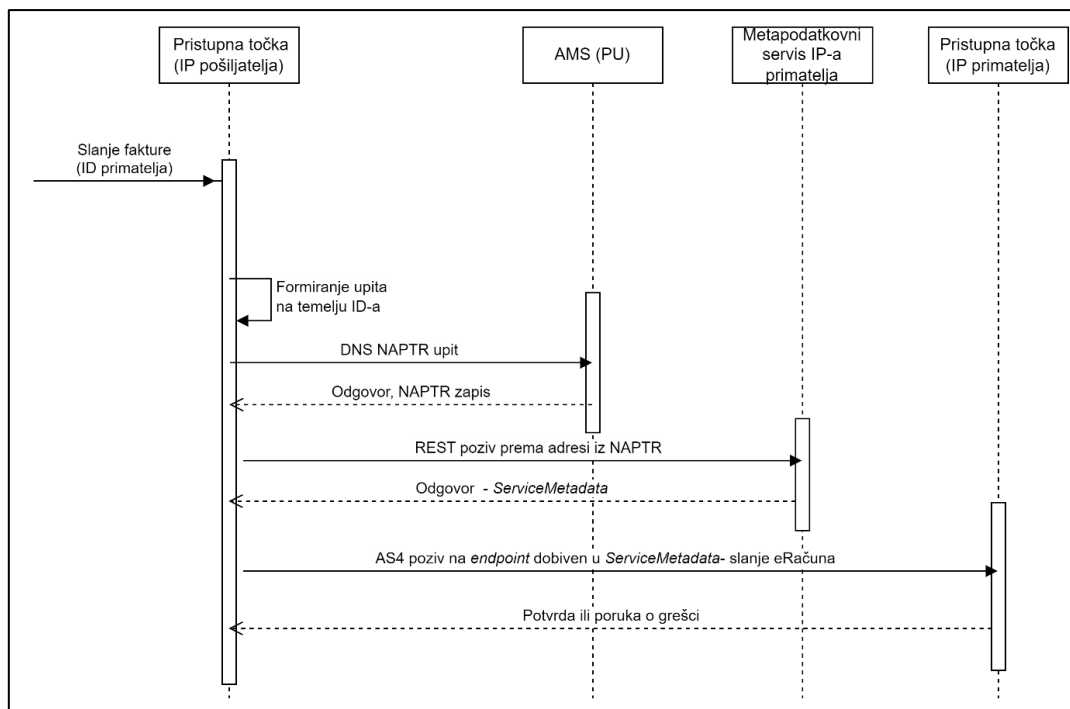 Pristupna točka
(IP pošiljatelja)
AMS (PU)
Metapodatkovni
servis IP-a
primatelja
Pristupna točka
(IP primatelja)
Slanje fakture
(ID primatelja)
Formiranje upita
na temelju ID-a
DNS NAPTR upit
Odgovor, NAPTR zapis
REST poziv prema adresi iz NAPTR
Odgovor - ServiceMetadata
AS4 poziv na endpoint dobiven u ServiceMetadata- slanje eRačuna
Potvrda ili poruka o grešci